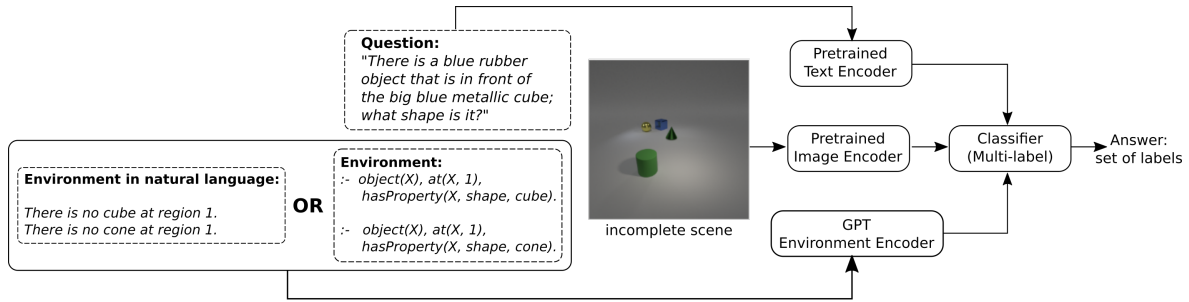 Question:
"There is a blue rubber
object that is in front of
the big blue metallic cube;
what shape is it?"
Environment in natural language:
There is no cube at region 1.
There is no cone at region 1.
OR
Environment:
:- object(X), at(X, 1),
hasProperty(X, shape, cube).
:- object(X), at(X, 1),
hasProperty(X, shape, cone).
incomplete scene
Pretrained
Text Encoder
Pretrained
Image Encoder
GPT
Environment Encoder
Classifier
(Multi-label)
Answer:
set of labels